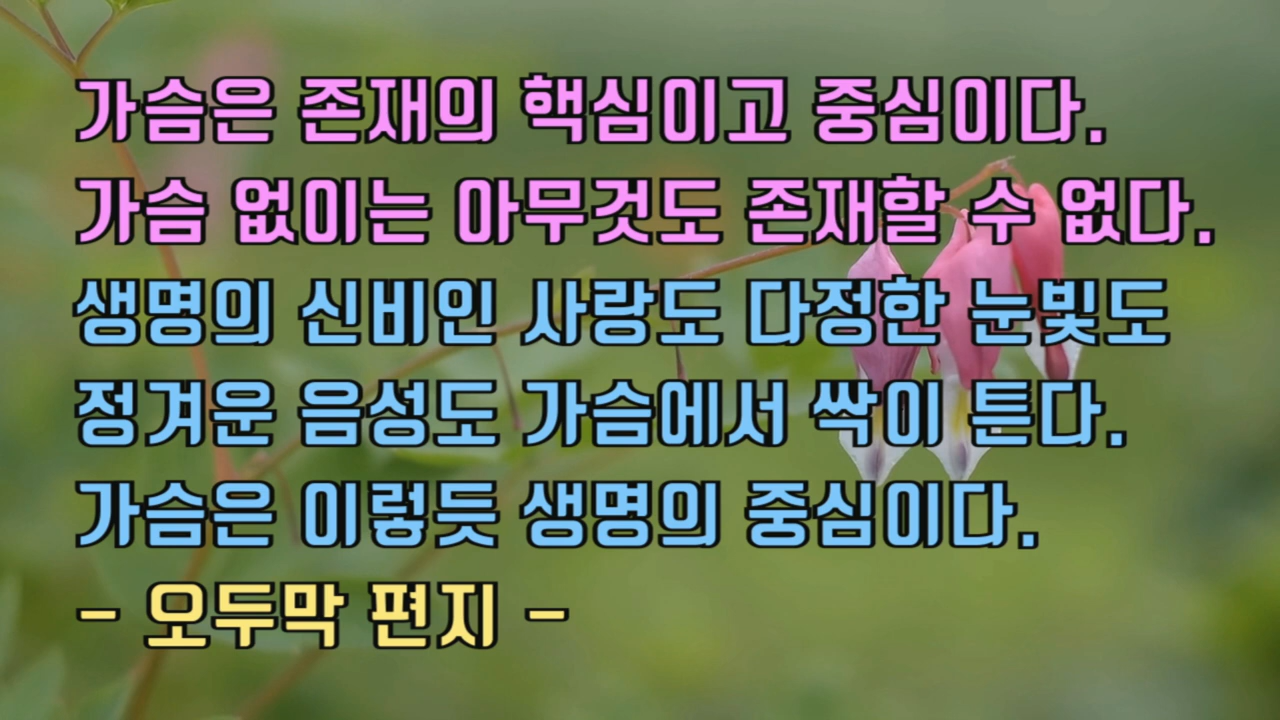 가슴은 존재의 핵심이고 중심이다.
가슴 없이는 아무것도 존재할 수 없다.
생명의 신비인 사랑도 다정한 눈빛도
정겨운 음성도 가슴에서 싹이 튼다.
가슴은 이렇듯 생명의 중심이다.
- 오두막 편지 -